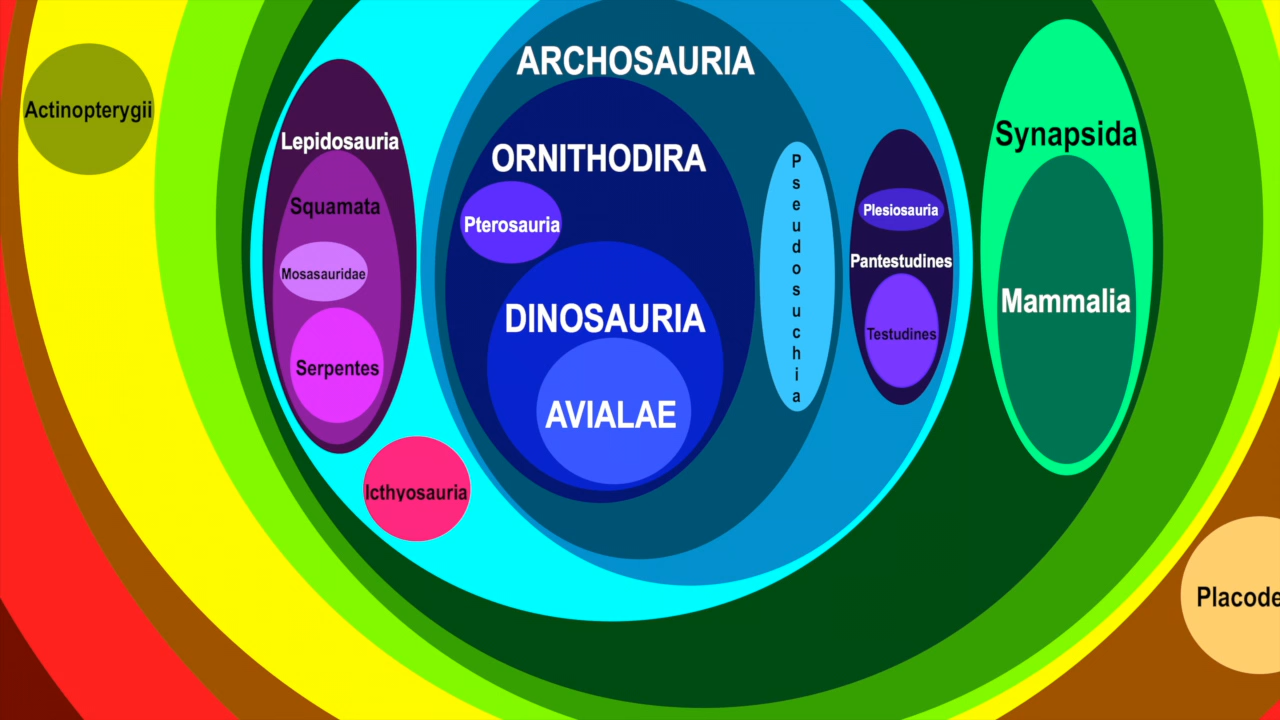 ARCHOSAURIA
Actinopterygii
Synapsida
Lepidosauria
ORNITHODIRA
Pseudosuchia
Squamata
Plesiosauria
Pterosauria
Pantestudines
Mosasauridae
Mammalia
DINOSAURIA
Testudines
Serpentes
AVIALAE
Icthyosauria
Placode